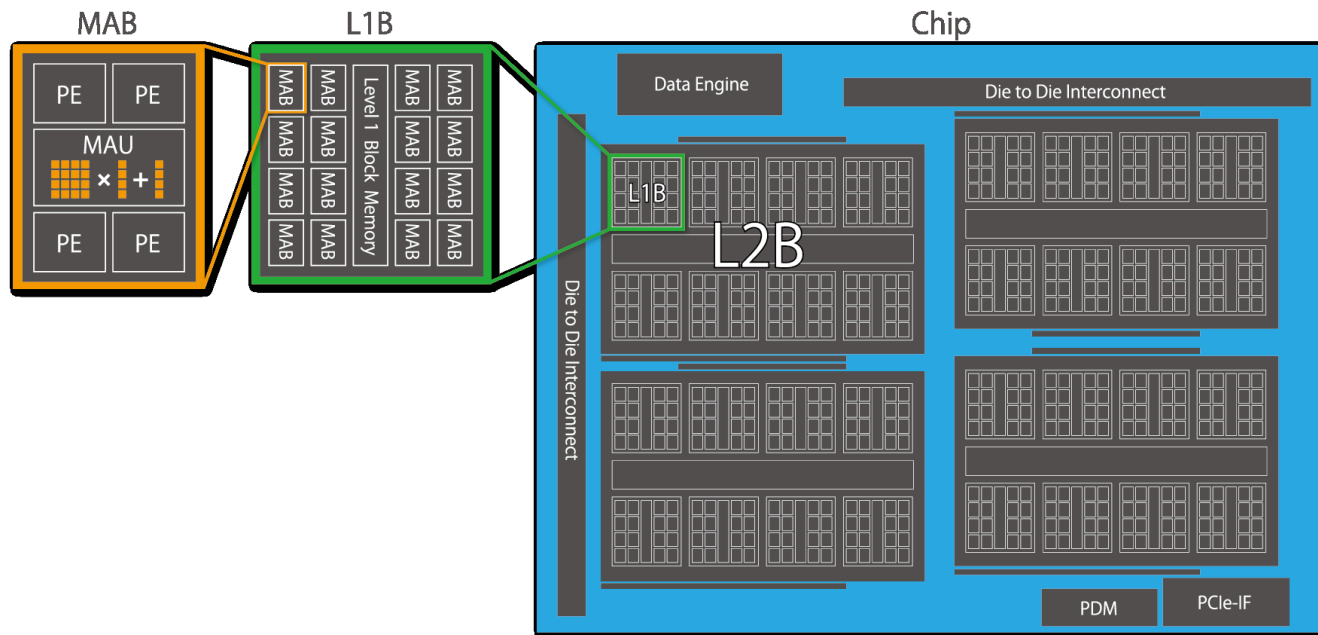 MAB
L1B
Chip
PE PE
MAU
× +
PE PE
MAB MAB MAB MAB
MAB MAB MAB MAB
MAB MAB MAB MAB
MAB MAB MAB MAB
Level 1 Block Memory
Data Engine
Die to Die Interconnect
L1B
L2B
Die to Die Interconnect
PDM
PCIe-IF